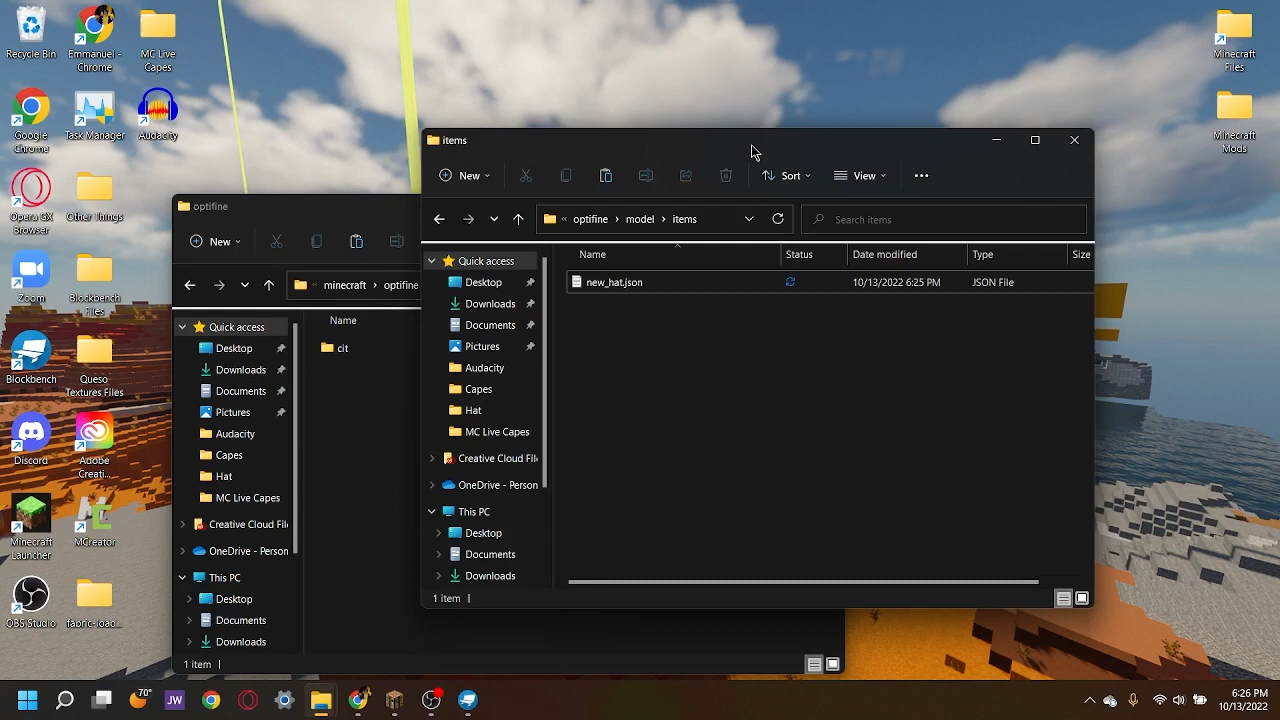 Recycle Bin
Emmanuel -
Chrome
MC Live
Capes
Minecraft
Files
Google
Chrome
Task Manager
Audacity
Minecraft
Mods
Opera GX
Browser
Other Things
Zoom
Blockbench
Files
Blockbench
Queso
Textures Files
Discord
Adobe
Creati...
Minecraft
Launcher
MCreator
OBS Studio
fabric-loa...
optifine
New
minecraft › optifine
Name
Quick access
Desktop
Downloads
Documents
Pictures
Audacity
Capes
Hat
MC Live Capes
Creative Cloud Fil
OneDrive - Person
This PC
Desktop
Documents
Downloads
cit
1 item
items
New
Sort
View
« optifine › model › items
Search items
Name
Status
Date modified
Type
Size
new_hat.json
10/13/2022 6:25 PM
JSON File
Quick access
Desktop
Downloads
Documents
Pictures
Audacity
Capes
Hat
MC Live Capes
Creative Cloud Fil
OneDrive - Person
This PC
Desktop
Documents
Downloads
1 item
70°
JW
6:26 PM
10/13/2022